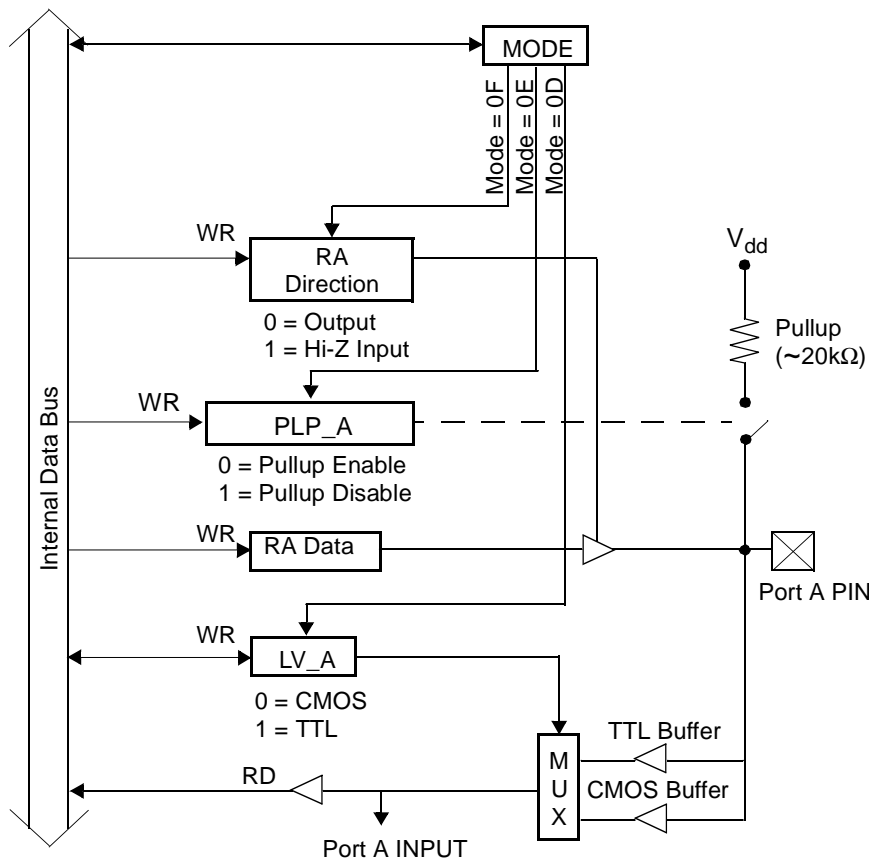 MODE
Mode = 0F
Mode = 0E
Mode = 0D
WR
RA
Direction
0 = Output
1 = Hi-Z Input
V dd
Pullup
(~20kΩ)
WR
PLP_A
0 = Pullup Enable
1 = Pullup Disable
Internal Data Bus
RA Data
WR
Port A PIN
WR
LV_A
0 = CMOS
1 = TTL
TTL Buffer
M
U
X
CMOS Buffer
RD
Port A INPUT